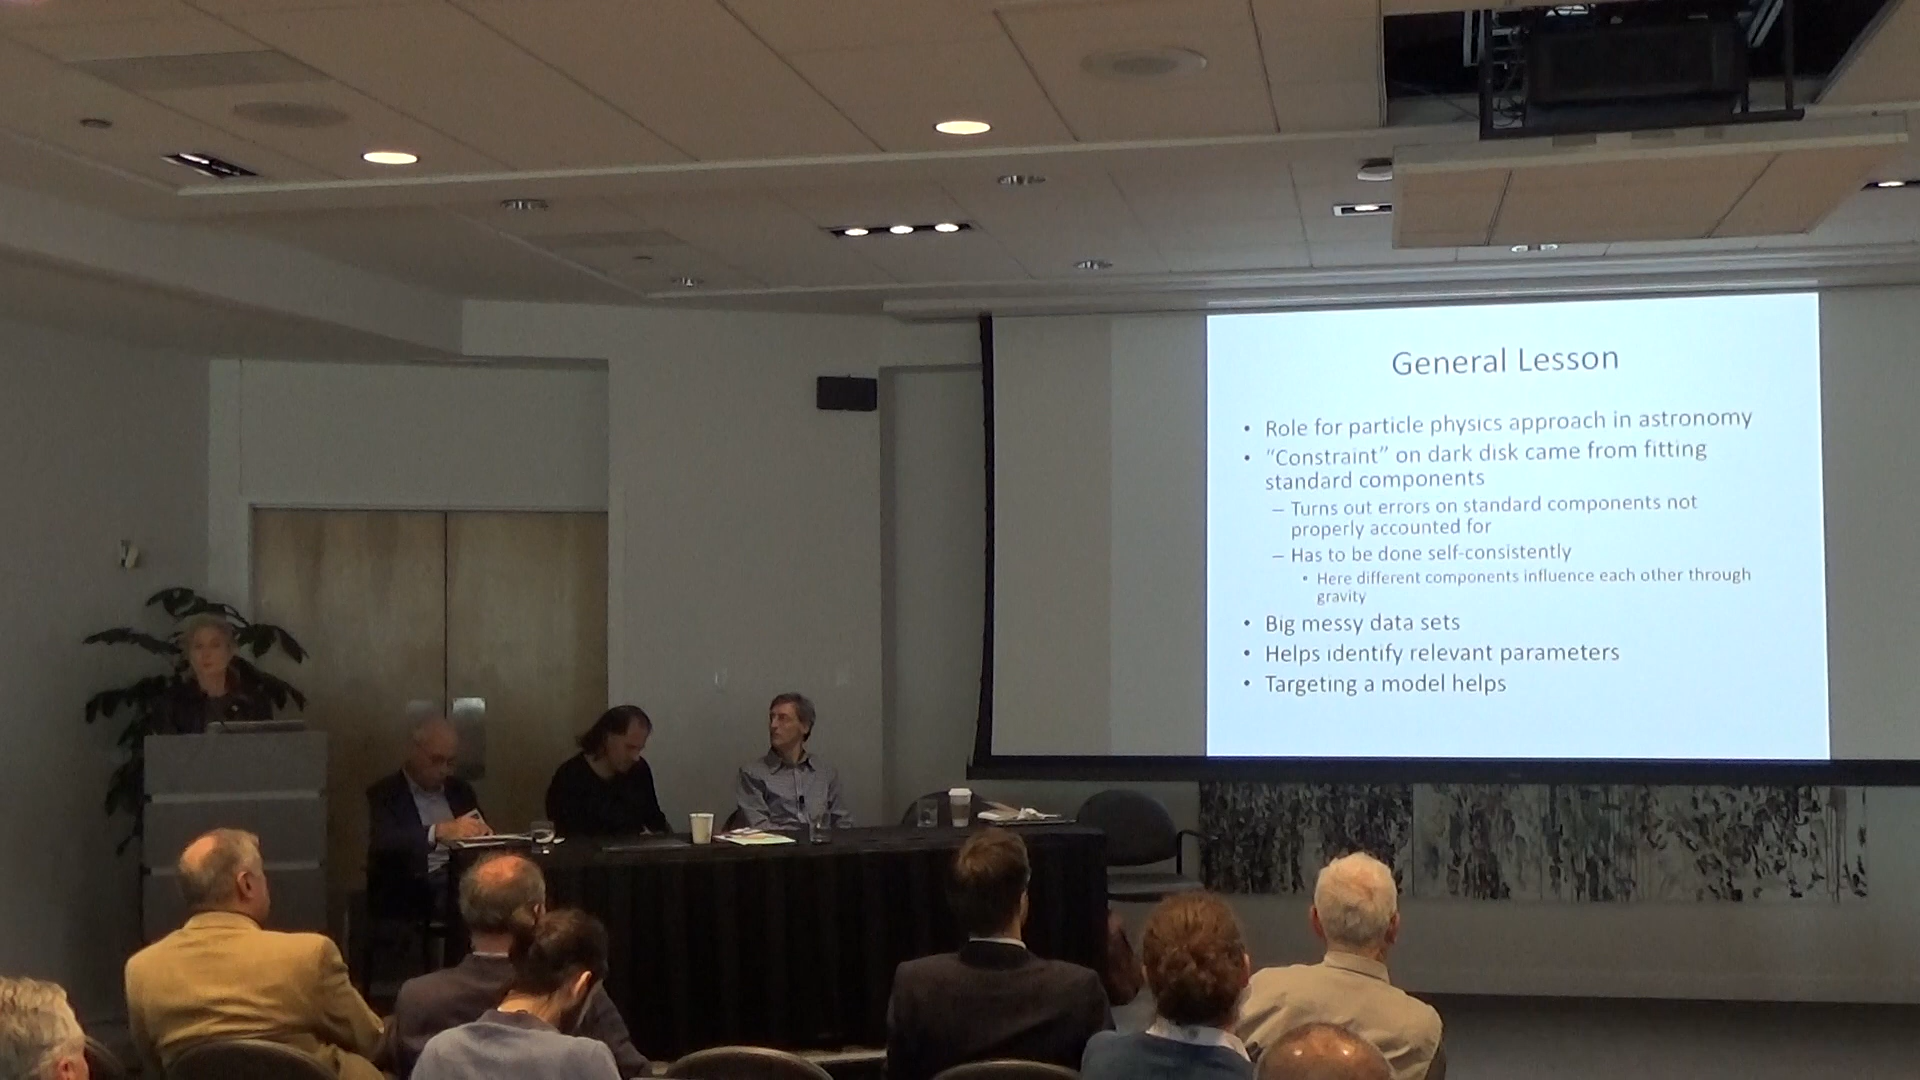 General Lesson
• Role for particle physics approach in astronomy
• “Constraint” on dark disk came from fitting
standard components
– Turns out errors on standard components not
properly accounted for
– Has to be done self-consistently
• Here different components influence each other through
gravity
• Big messy data sets
• Helps identify relevant parameters
• Targeting a model helps